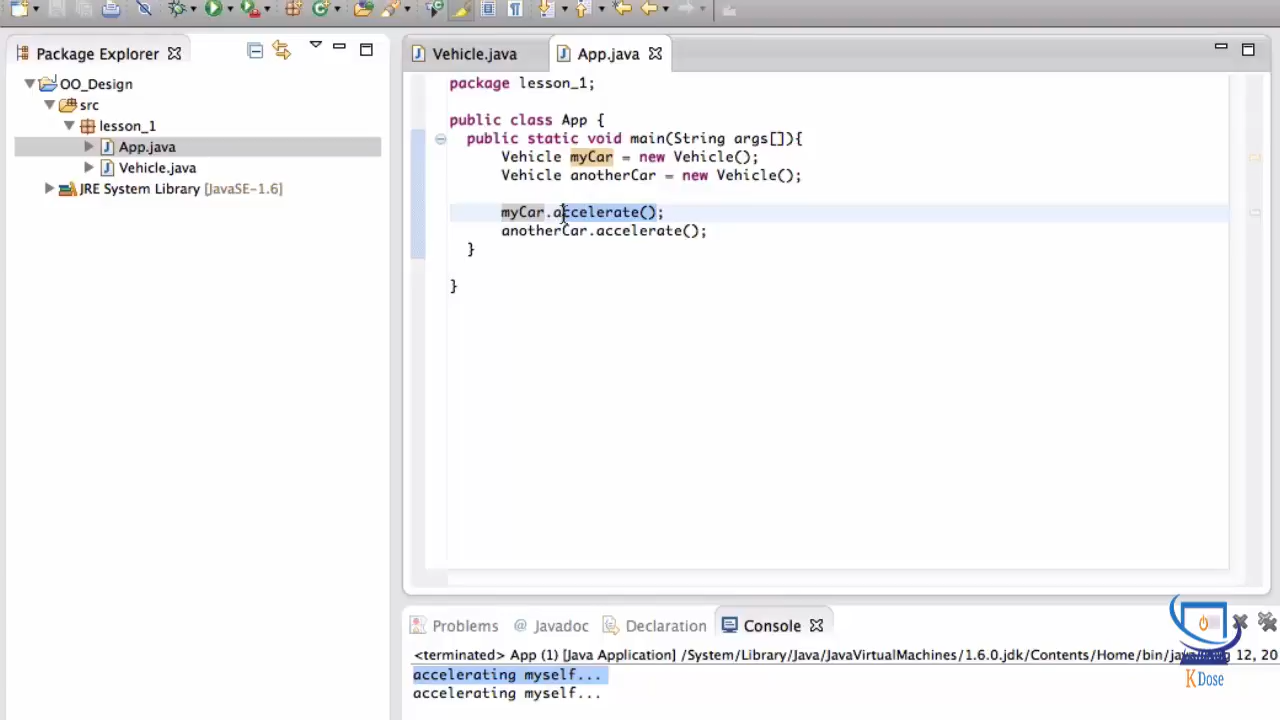 Package Explorer
OO_Design
src
lesson_1
App.java
Vehicle.java
JRE System Library [JavaSE-1.6]
Vehicle.java
App.java
package lesson_1;
public class App {
public static void main(String args[]){
Vehicle myCar = new Vehicle();
Vehicle anotherCar = new Vehicle();
myCar.accelerate();
anotherCar.accelerate();
}
}
Problems
@ Javadoc
Declaration
Console
<terminated> App (1) [Java Application] /System/Library/Java/JavaVirtualMachines/1.6.0.jdk/Contents/Home/bin/ 12, 20
accelerating myself...
accelerating myself...
K Dose